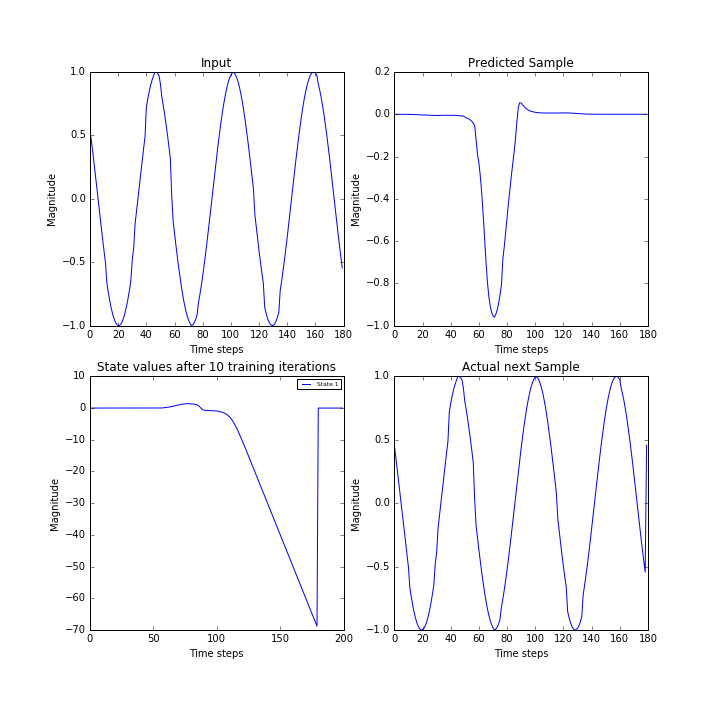 Input
Magnitude
1.0
0.5
0.0
−0.5
−1.0
0 20 40 60 80 100 120 140 160 180
Time steps
Predicted Sample
Magnitude
0.2
0.0
−0.2
−0.4
−0.6
−0.8
−1.0
0 20 40 60 80 100 120 140 160 180
Time steps
State values after 10 training iterations
Magnitude
10
0
−10
−20
−30
−40
−50
−60
−70
State 1
0 50 100 150 200
Time steps
Actual next Sample
Magnitude
1.0
0.5
0.0
−0.5
−1.0
0 20 40 60 80 100 120 140 160 180
Time steps